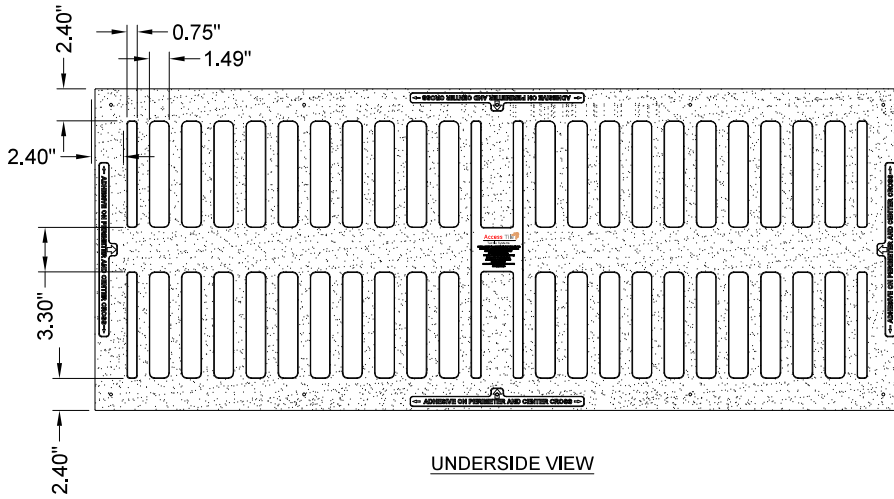 2.40"
0.75"
1.49"
ADHESIVE ON PERIMETER AND CENTER CROSS
2.40"
ADHESIVE ON PERIMETER AND CENTER CROSS
ADHESIVE ON PERIMETER AND CENTER CROSS
Access Tile
3.30"
ADHESIVE ON PERIMETER AND CENTER CROSS
2.40"
UNDERSIDE VIEW